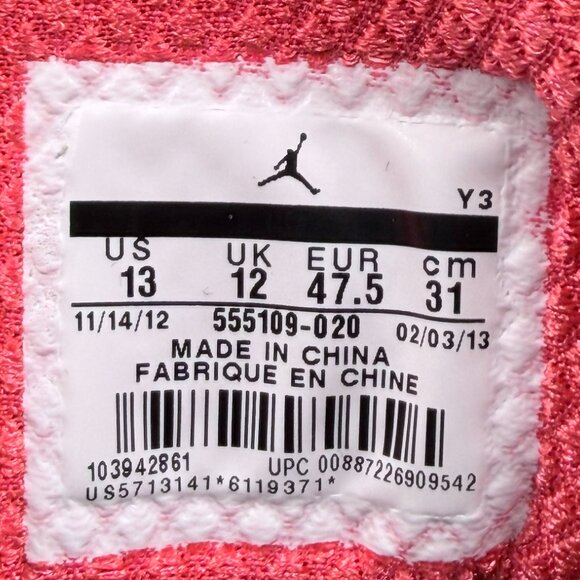 Y3
US UK EUR cm
13 12 47.5 31
11/14/12 555109-020 02/03/13
MADE IN CHINA
FABRIQUE EN CHINE
103942861 UPC 00887226909542
US5713141*6119371*